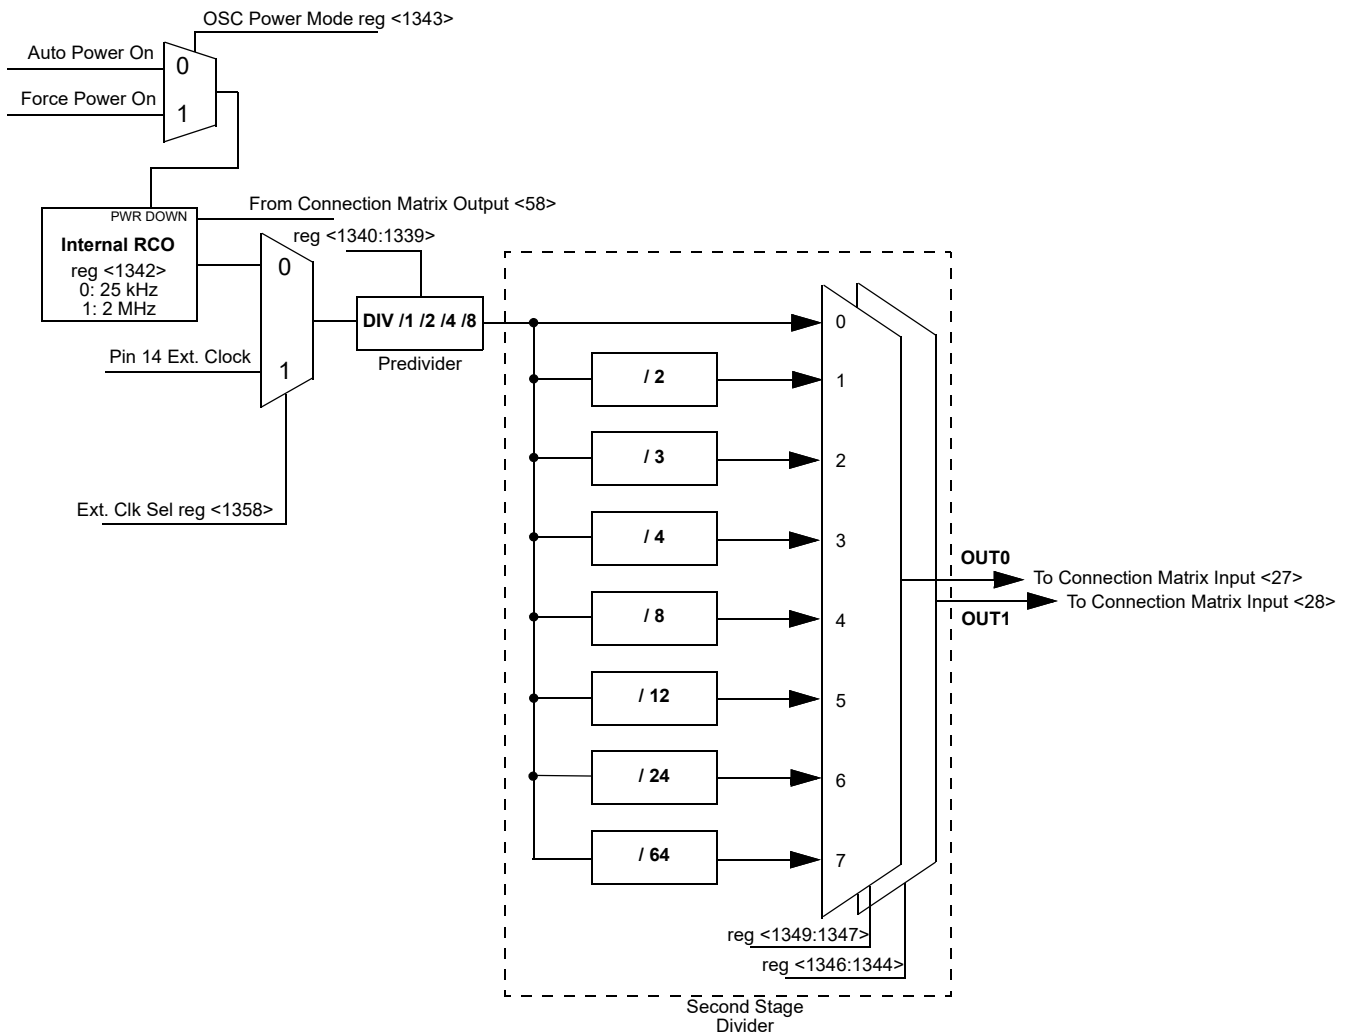 OSC Power Mode reg <1343>
Auto Power On
0
Force Power On
1
PWR DOWN
From Connection Matrix Output <58>
Internal RCO
reg <1342>
0: 25 kHz
1: 2 MHz
reg <1340:1339>
0
DIV /1 /2 /4 /8
Predivider
Pin 14 Ext. Clock
1
Ext. Clk Sel reg <1358>
0
/ 2
1
/ 3
2
/ 4
3
/ 8
4
/ 12
5
/ 24
6
/ 64
7
OUT0
To Connection Matrix Input <27>
To Connection Matrix Input <28>
OUT1
reg <1349:1347>
reg <1346:1344>
Second Stage
Divider